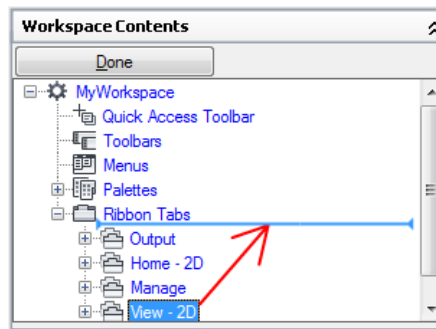 Workspace Contents
Done
MyWorkspace
Quick Access Toolbar
Toolbars
Menus
Palettes
Ribbon Tabs
Output
Home - 2D
Manage
View - 2D